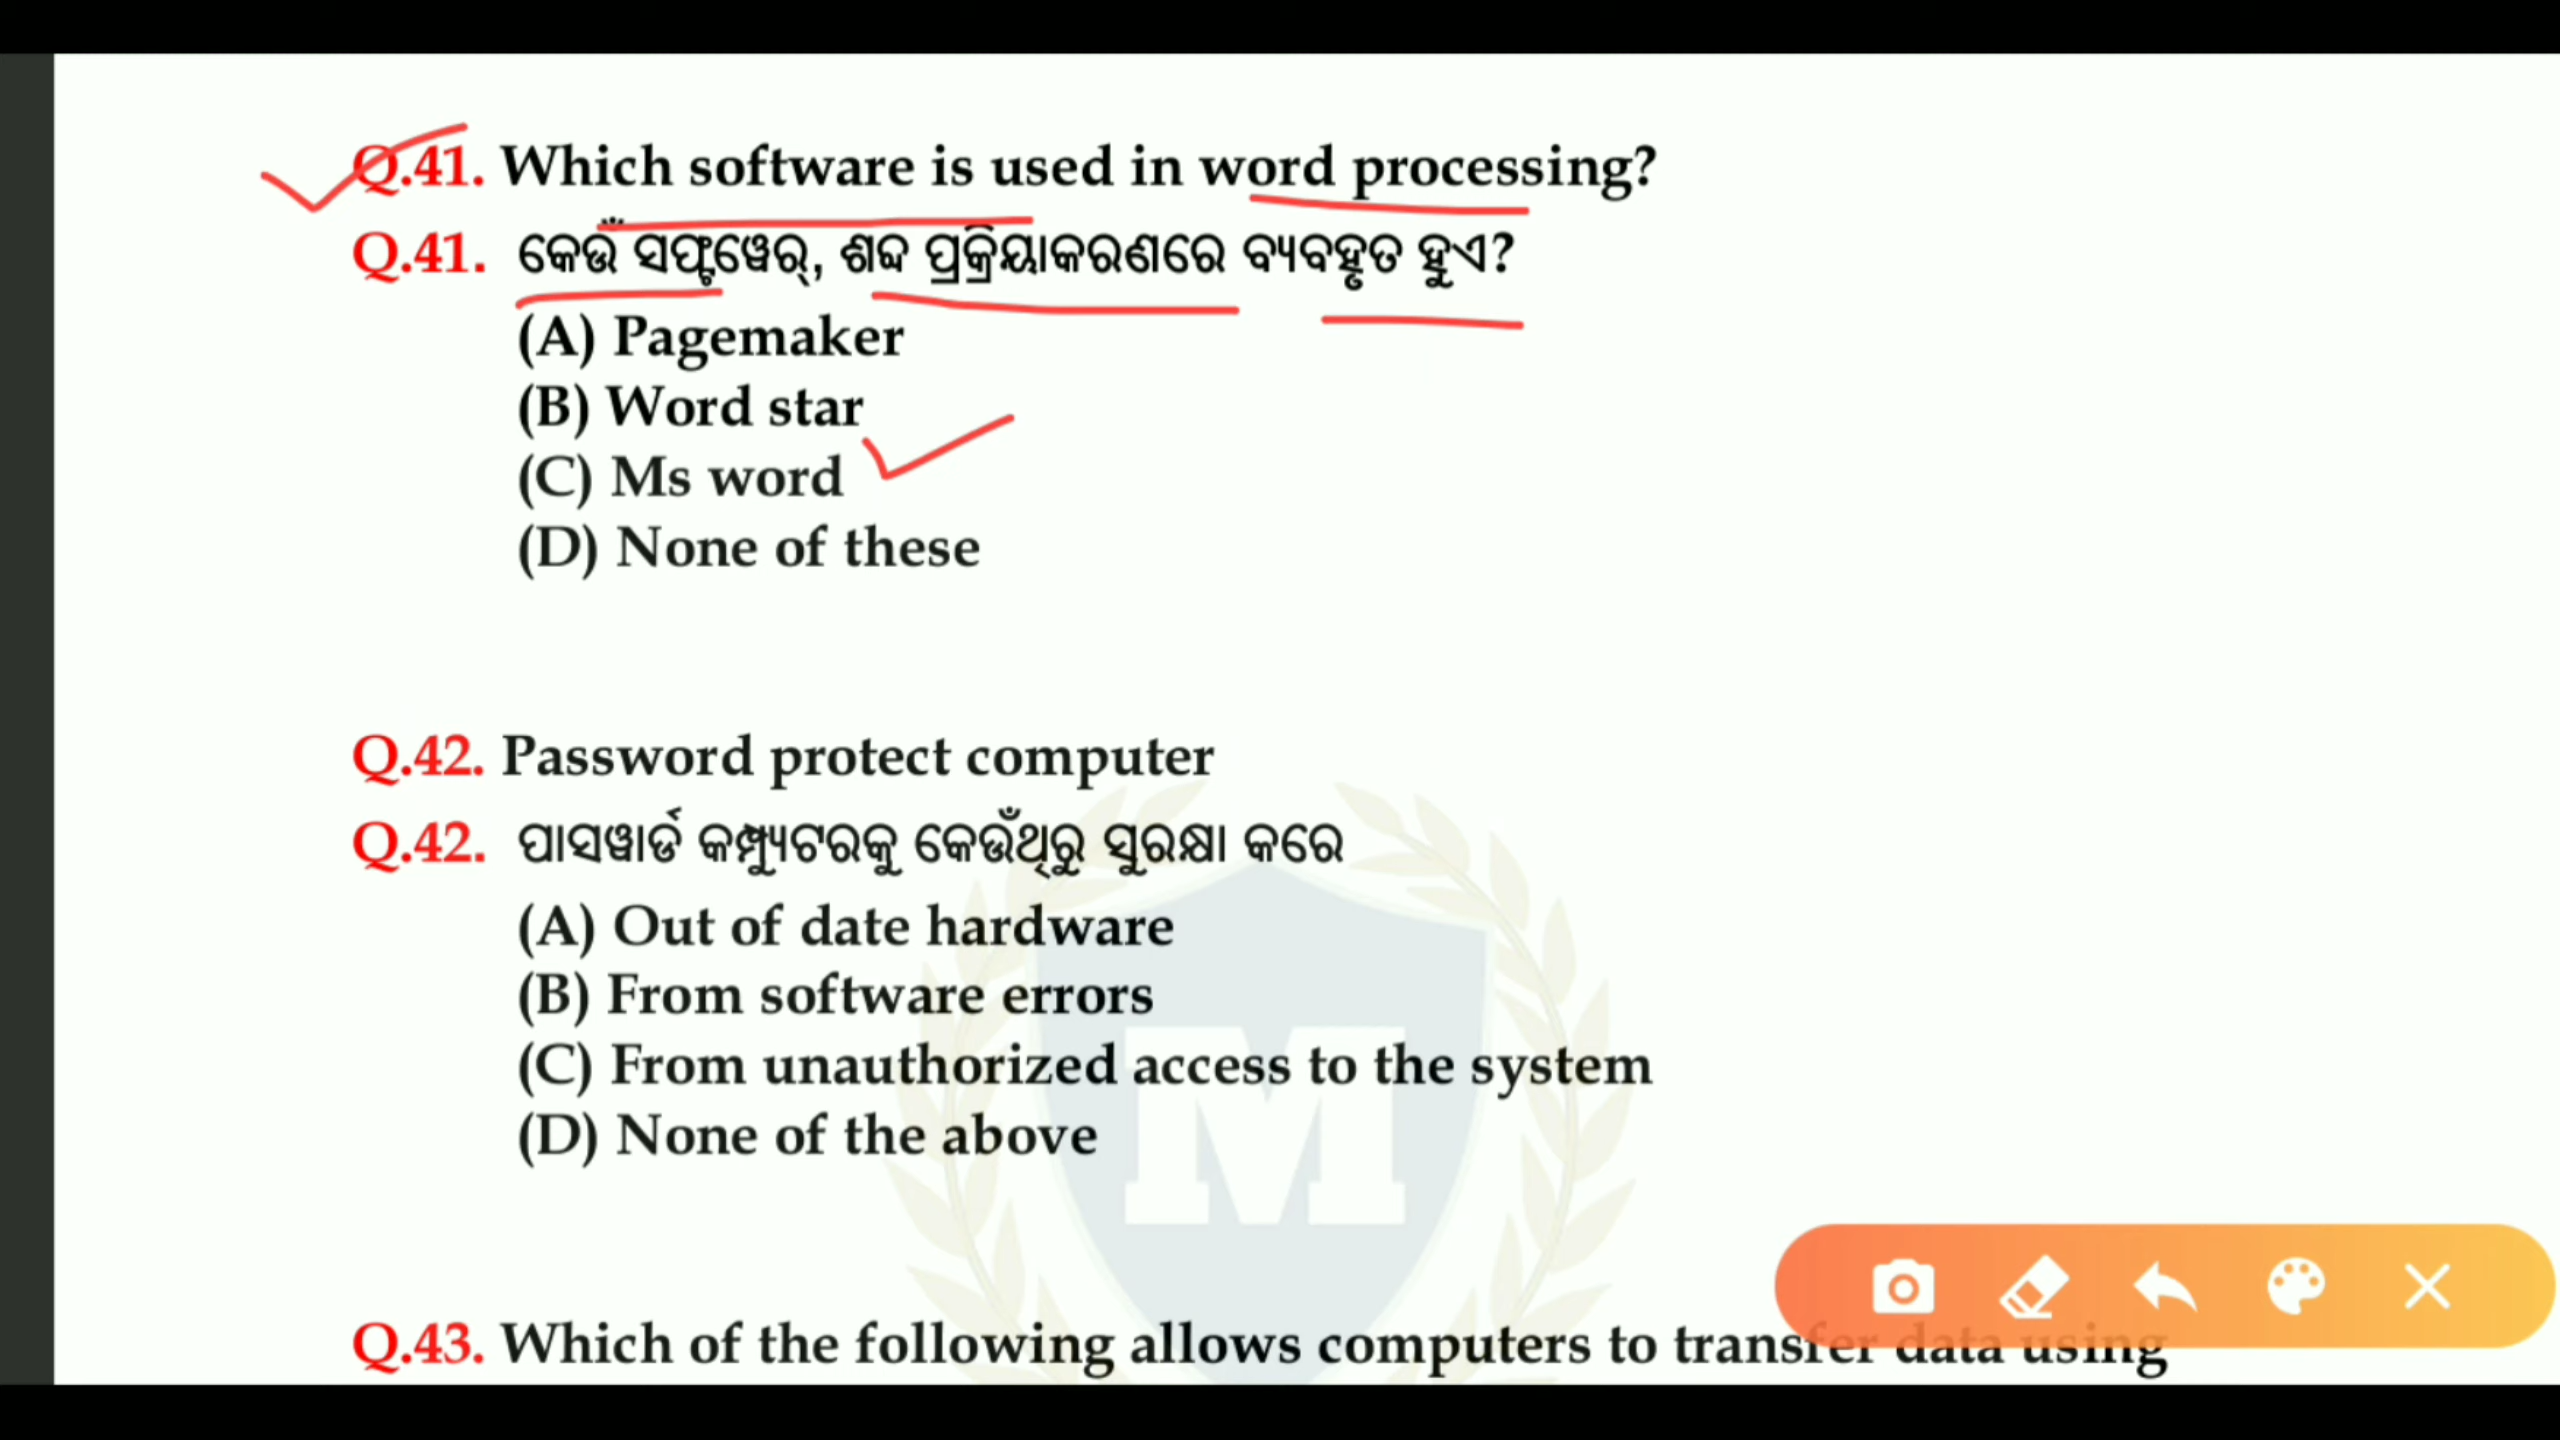 Q.41. Which software is used in word processing?
Q.41. କେଉଁ ସଫ୍ଟୱେର୍, ଶବ୍ଦ ପ୍ରକ୍ରିୟାକରଣରେ ବ୍ୟବହୃତ ହୁଏ?
(A) Pagemaker
(B) Word star
(C) Ms word
(D) None of these
Q.42. Password protect computer
Q.42. ପାସୱାର୍ଡ କମ୍ପ୍ୟୁଟରକୁ କେଉଁଥିରୁ ସୁରକ୍ଷା କରେ
(A) Out of date hardware
(B) From software errors
(C) From unauthorized access to the system
(D) None of the above
M
Q.43. Which of the following allows computers to transfer data using